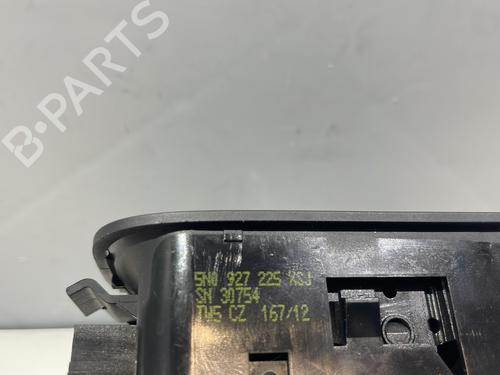 B-PARTS
5N0 927 225 XSJ
SN 30754
TW5 CZ 167/12